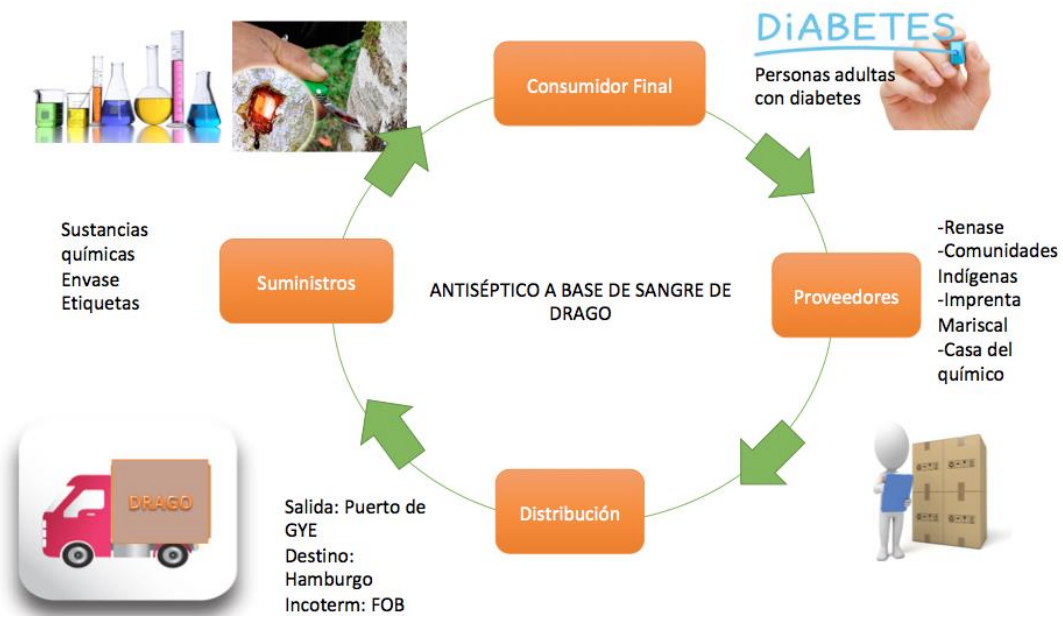 DiABETES
Personas adultas
con diabetes
Consumidor Final
-Renase
-Comunidades
Indígenas
-Imprenta
Mariscal
-Casa del
químico
Proveedores
Sustancias
químicas
Envase
Etiquetas
Suministros
ANTISÉPTICO A BASE DE SANGRE DE
DRAGO
Distribución
Salida: Puerto de
GYE
Destino:
Hamburgo
Incoterm: FOB
DRAGO